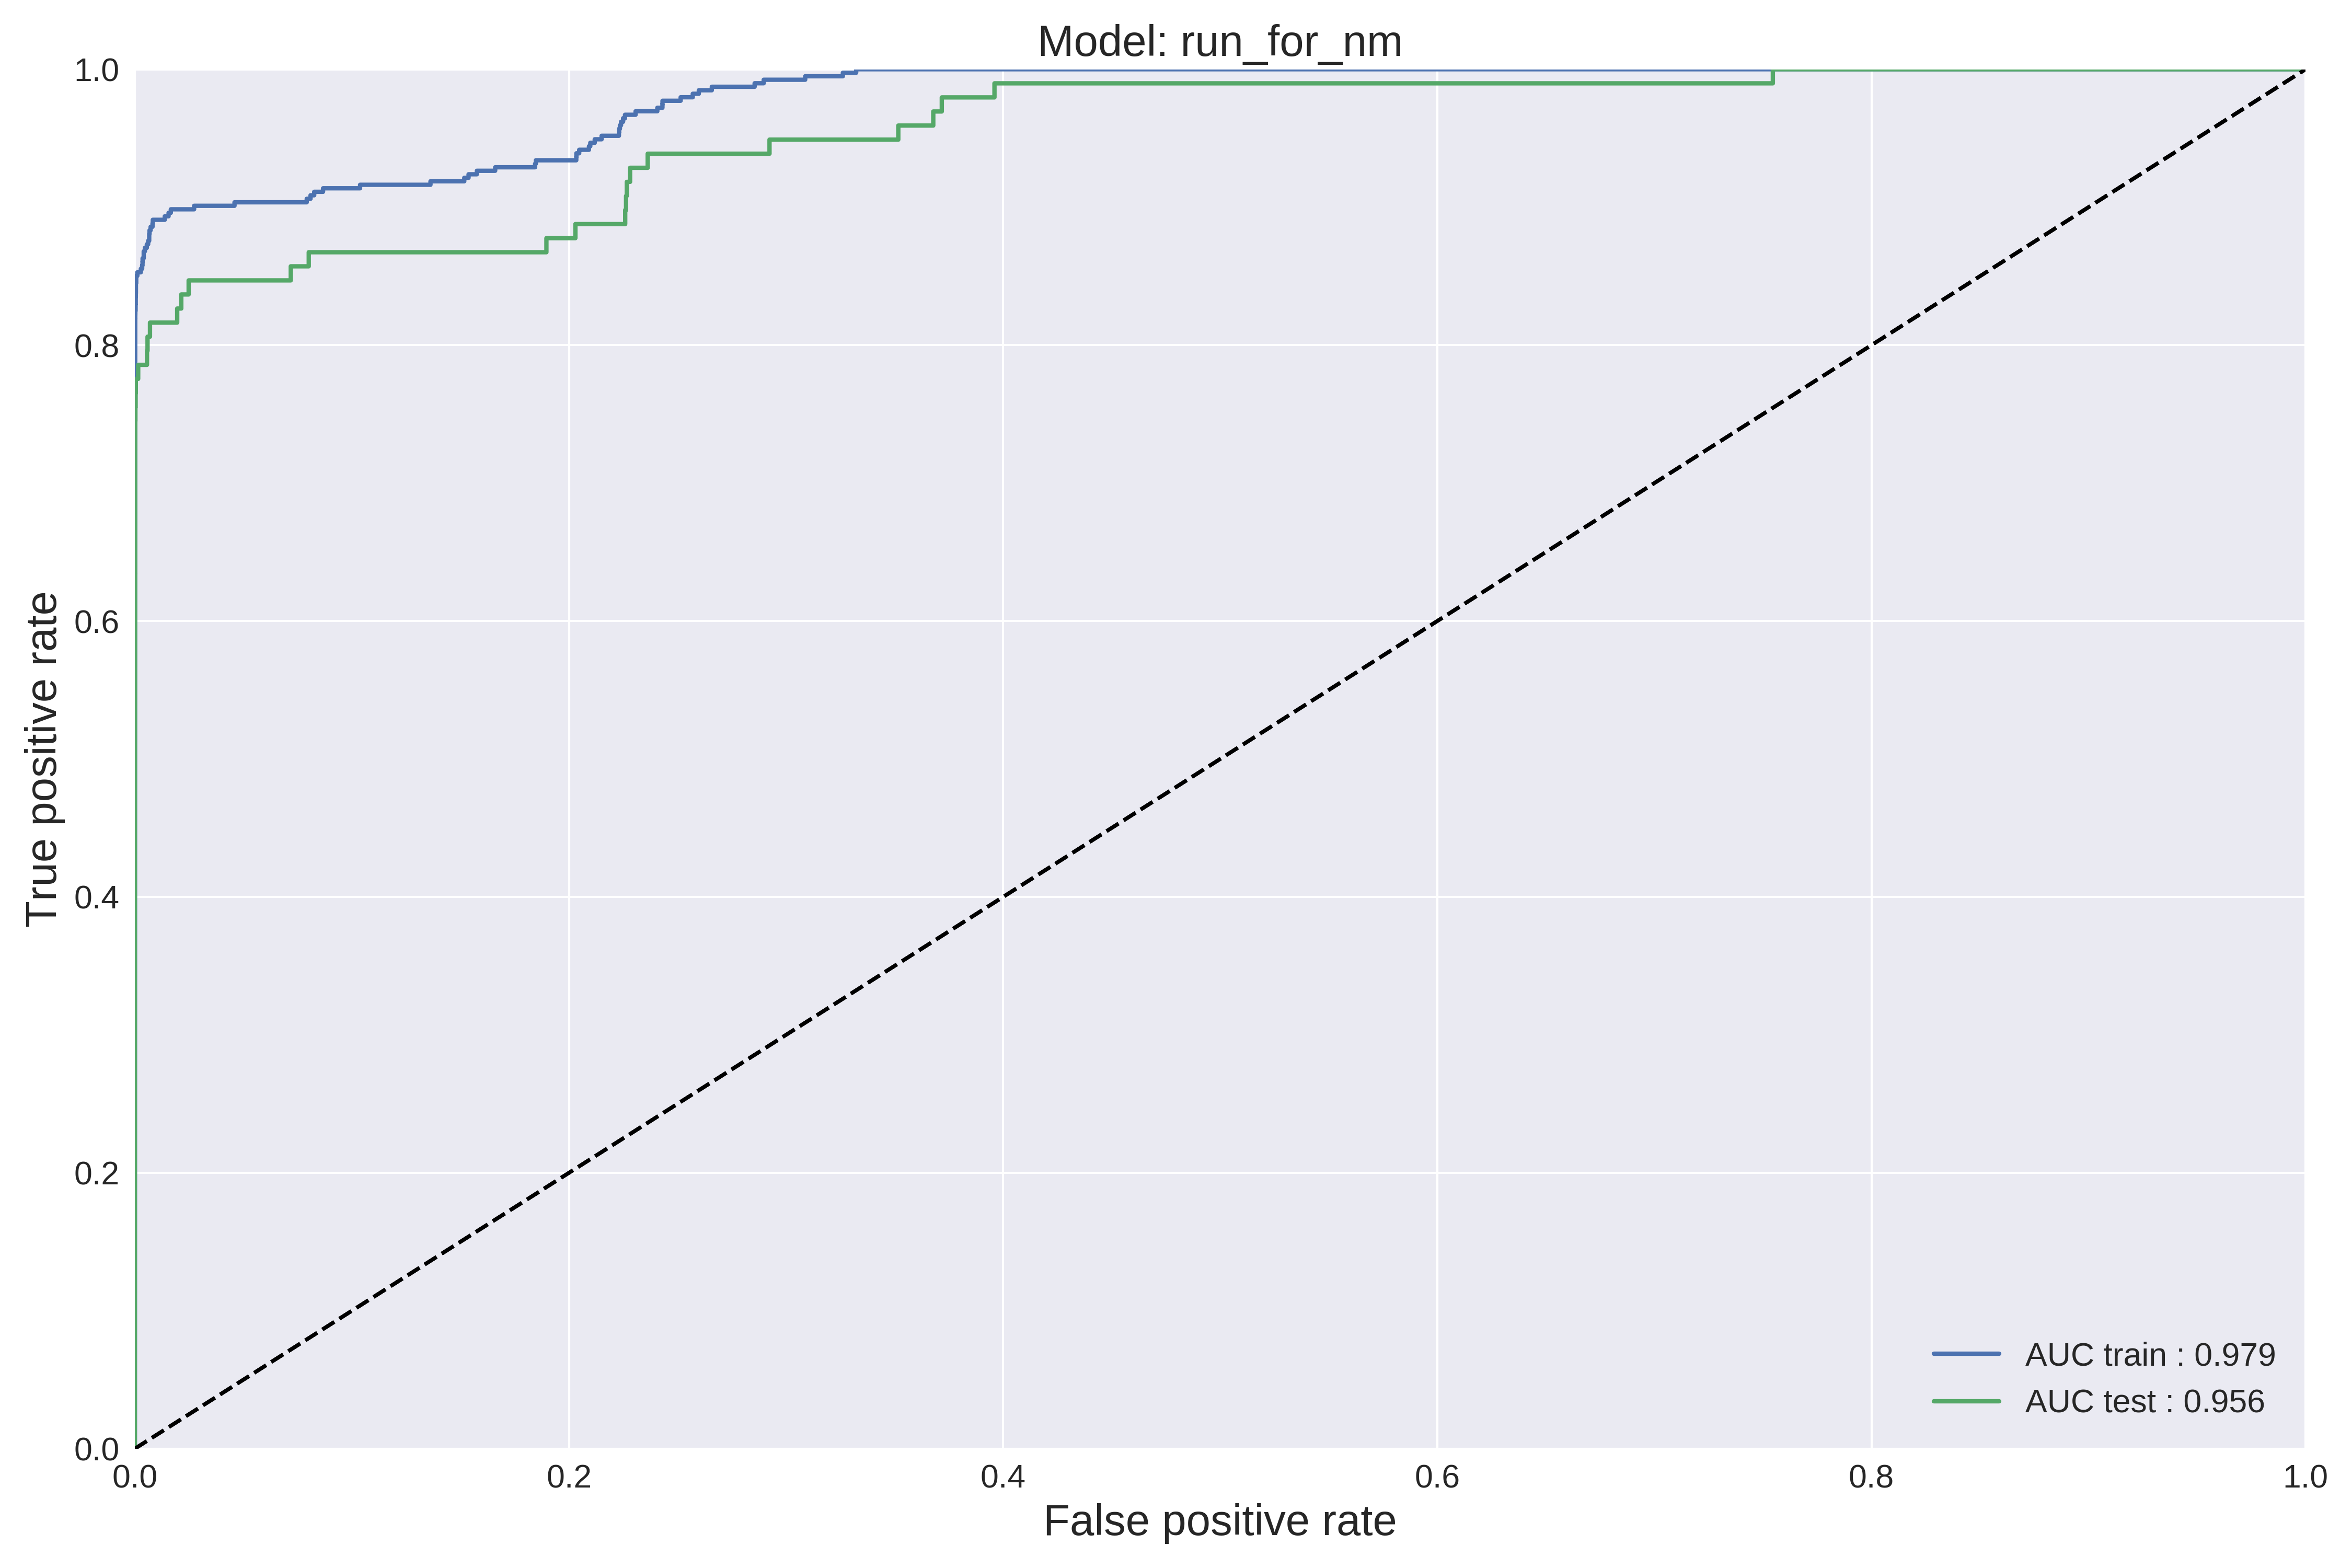 Model: run_for_nm
1.0
0.8
0.6
0.4
0.2
0.0
True positive rate
0.0 0.2 0.4 0.6 0.8 1.0
False positive rate
AUC train : 0.979
AUC test : 0.956